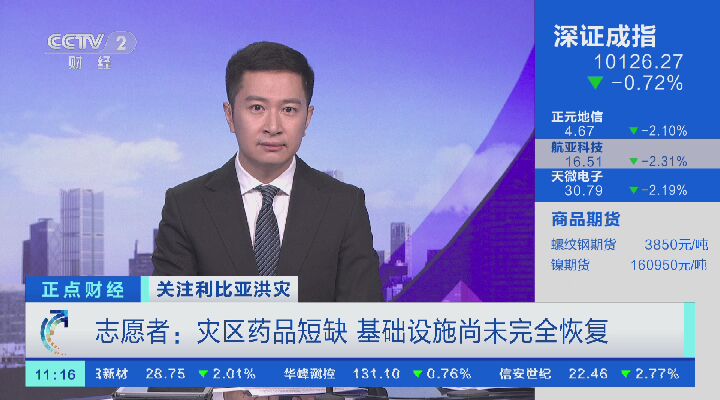 CCTV 2
财经
深证成指
10126.27
▼ -0.72%
正元地信
4.67 ▼ -2.10%
航亚科技
16.51 ▼ -2.31%
天微电子
30.79 ▼ -2.19%
商品期货
螺纹钢期货 3850元/吨
镍期货 160950元/吨
正点财经 关注利比亚洪灾
志愿者：灾区药品短缺 基础设施尚未完全恢复
11:16 新材 28.75 ▼ 2.01% 华峰测控 131.10 ▼ 0.76% 信安世纪 22.46 ▼ 2.77%